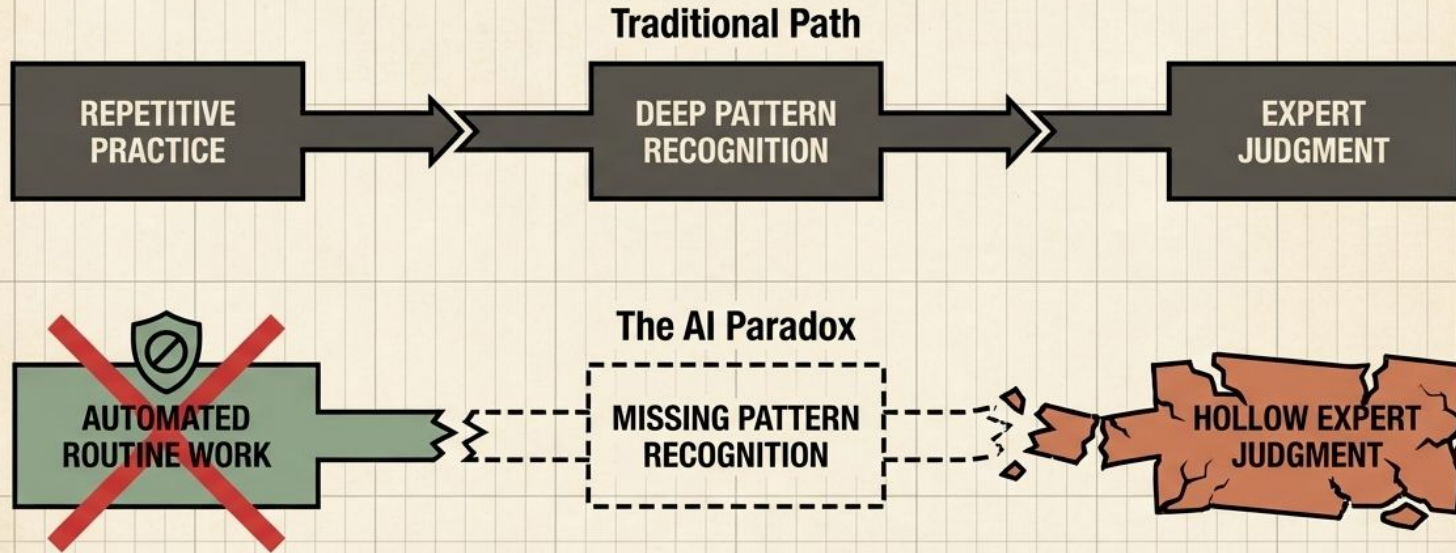 Traditional Path
REPETITIVE
PRACTICE
DEEP PATTERN
RECOGNITION
EXPERT
JUDGMENT
The AI Paradox
AUTOMATED
ROUTINE WORK
MISSING PATTERN
RECOGNITION
HOLLOW EXPERT
JUDGMENT